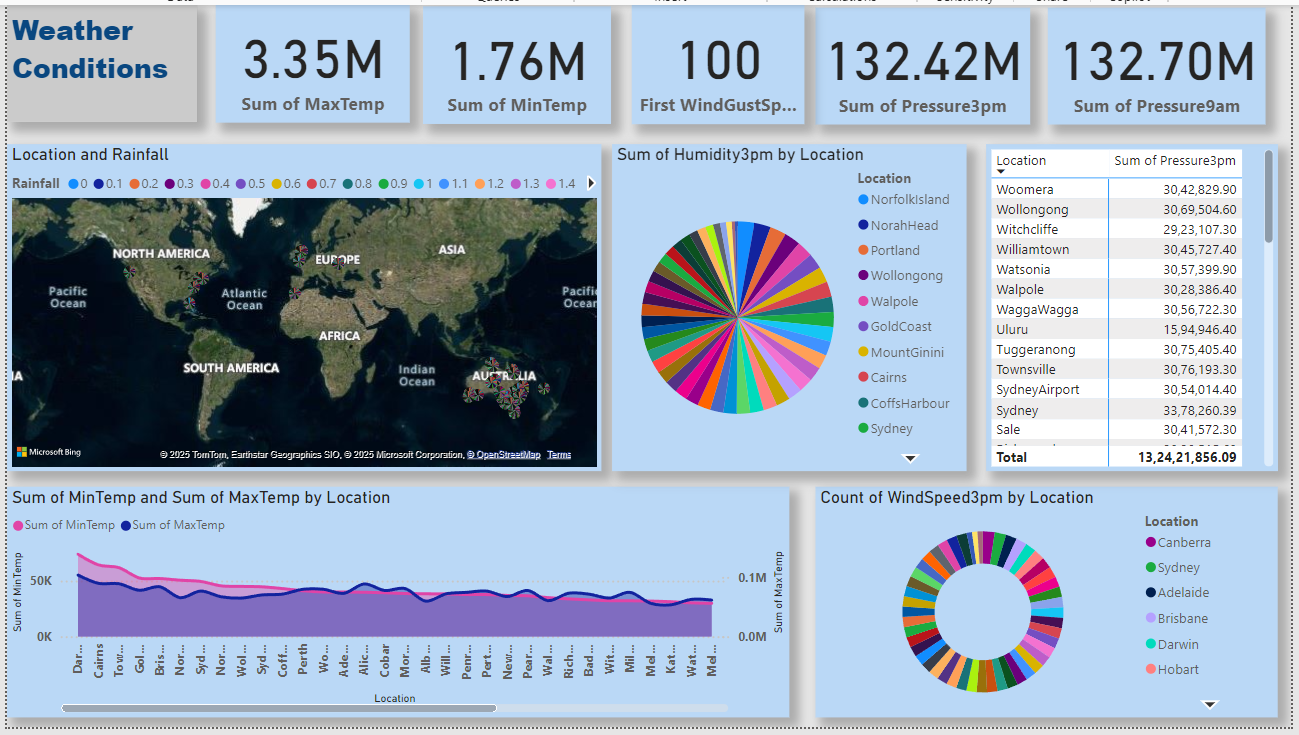 Weather
Conditions
3.35M
Sum of MaxTemp
1.76M
Sum of MinTemp
100
First WindGustSp...
132.42M
Sum of Pressure3pm
132.70M
Sum of Pressure9am
Location and Rainfall
Rainfall 0 0.1 0.2 0.3 0.4 0.5 0.6 0.7 0.8 0.9 1 1.1 1.2 1.3 1.4
NORTH AMERICA
EUROPE
ASIA
Pacific
Ocean
Atlantic
Ocean
AFRICA
SOUTH AMERICA
Indian
Ocean
AUSTRALIA
Microsoft Bing
© 2025 TomTom, Earthstar Geographics SIO, © 2025 Microsoft Corporation, © OpenStreetMap Terms
Sum of Humidity3pm by Location
Location
NorfolkIsland
NorahHead
Portland
Wollongong
Walpole
GoldCoast
MountGinini
Cairns
CoffsHarbour
Sydney
Location Sum of Pressure3pm
Woomera 30,42,829.90
Wollongong 30,69,504.60
Witchcliffe 29,23,107.30
Williamtown 30,45,727.40
Watsonia 30,57,399.90
Walpole 30,28,386.40
WaggaWagga 30,56,722.30
Uluru 15,94,946.40
Tuggeranong 30,75,405.40
Townsville 30,76,193.30
SydneyAirport 30,54,014.40
Sydney 33,78,260.39
Sale 30,41,572.30
Total 13,24,21,856.09
Sum of MinTemp and Sum of MaxTemp by Location
Sum of MinTemp Sum of MaxTemp
Sum of MinTemp
50K
0K
0.1M
0.0M
Sum of MaxTemp
Dar... Cairns Tow... Gol... Bris... Nor... Syd... Nor... Wol... Syd... Coff... Perth Wo... Ade... Alic... Cobar Mor... Alb... Will... Penr... Pert... New... Pear... Wal... Rich... Bad... Wit... Mil... Mel... Kat... Wat... Mel...
Location
Count of WindSpeed3pm by Location
Location
Canberra
Sydney
Adelaide
Brisbane
Darwin
Hobart